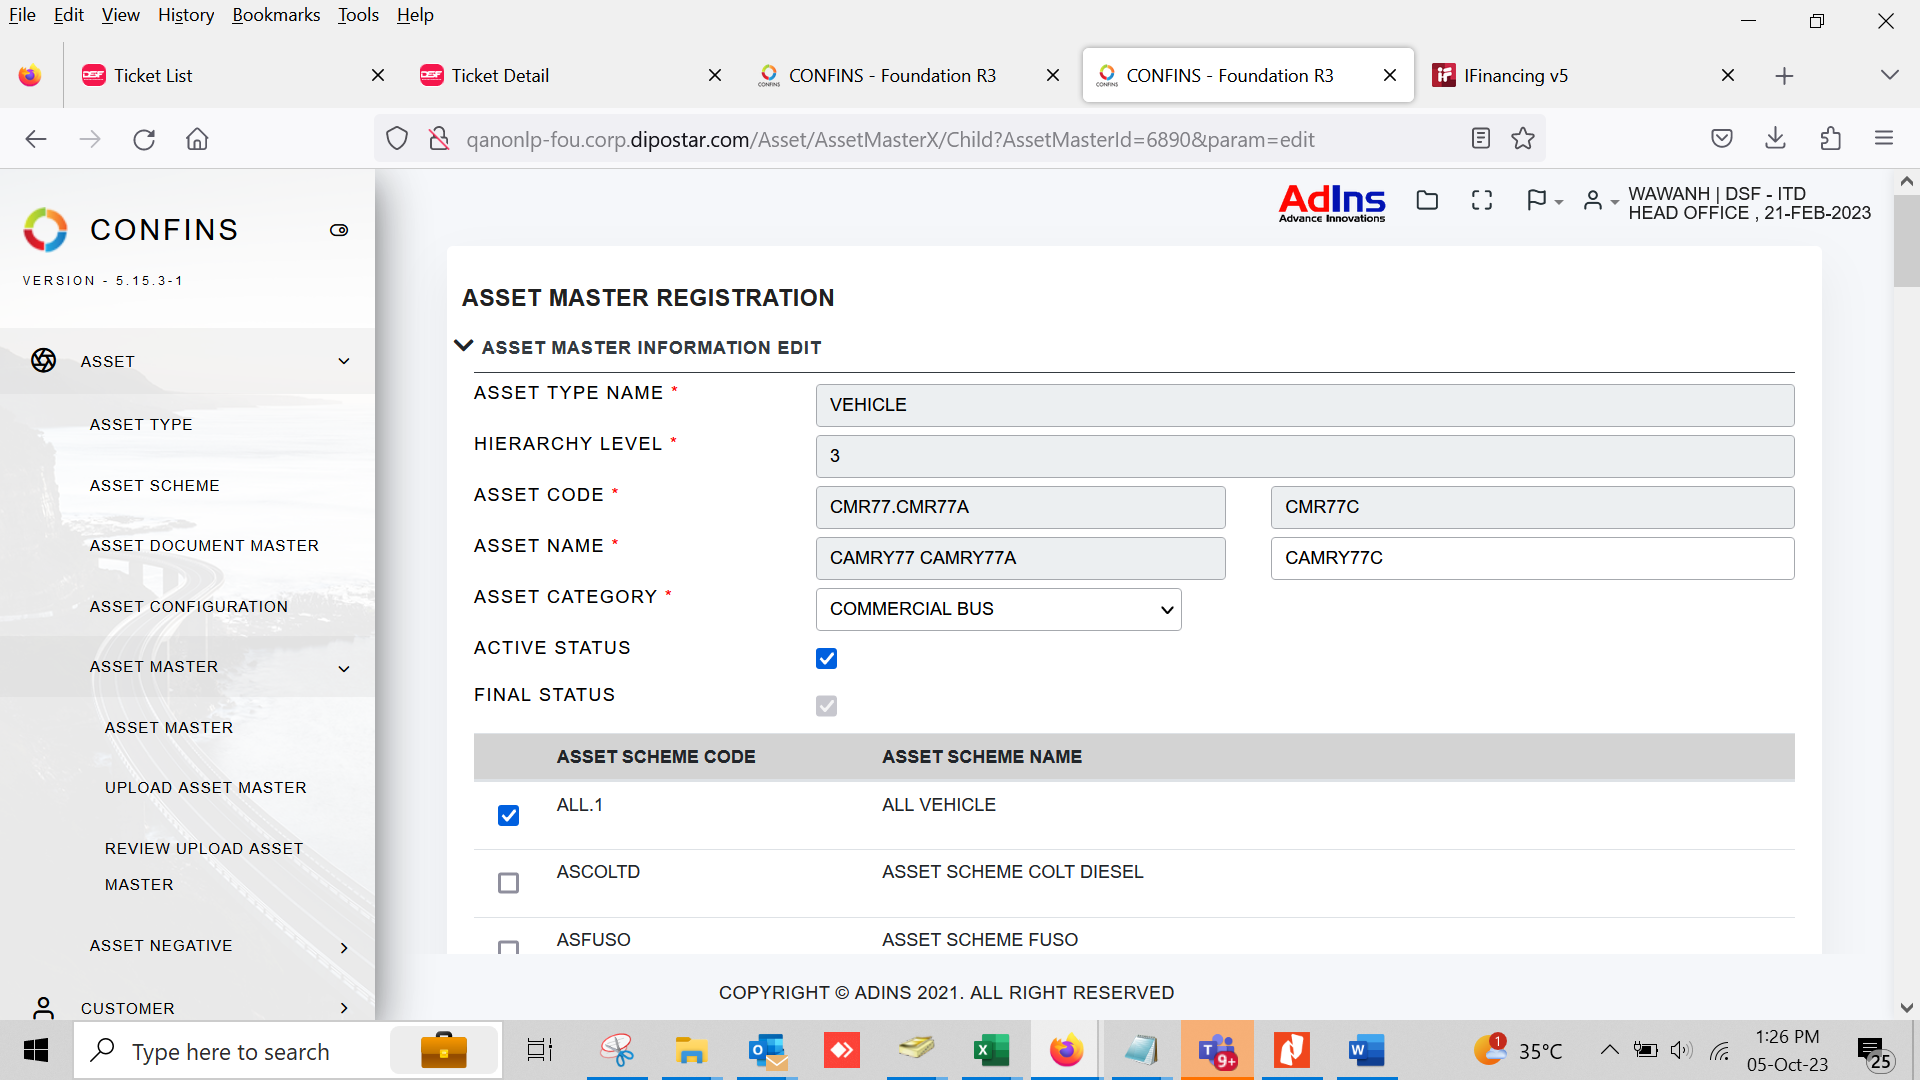 File Edit View History Bookmarks Tools Help
Ticket List
Ticket Detail
CONFINS - Foundation R3
CONFINS - Foundation R3
IFinancing v5
qanonlp-fou.corp.dipostar.com/Asset/AssetMasterX/Child?AssetMasterId=6890&param=edit
CONFINS
VERSION - 5.15.3-1
ASSET
ASSET TYPE
ASSET SCHEME
ASSET DOCUMENT MASTER
ASSET CONFIGURATION
ASSET MASTER
ASSET MASTER
UPLOAD ASSET MASTER
REVIEW UPLOAD ASSET
MASTER
ASSET NEGATIVE
CUSTOMER
AdIns
Advance Innovations
WAWANH | DSF - ITD
HEAD OFFICE , 21-FEB-2023
ASSET MASTER REGISTRATION
ASSET MASTER INFORMATION EDIT
ASSET TYPE NAME * VEHICLE
HIERARCHY LEVEL * 3
ASSET CODE * CMR77.CMR77A CMR77C
ASSET NAME * CAMRY77 CAMRY77A CAMRY77C
ASSET CATEGORY * COMMERCIAL BUS
ACTIVE STATUS
FINAL STATUS
ASSET SCHEME CODE ASSET SCHEME NAME
ALL.1 ALL VEHICLE
ASCOLTD ASSET SCHEME COLT DIESEL
ASFUSO ASSET SCHEME FUSO
COPYRIGHT © ADINS 2021. ALL RIGHT RESERVED
Type here to search
9+
1
35°C
1:26 PM
05-Oct-23
25